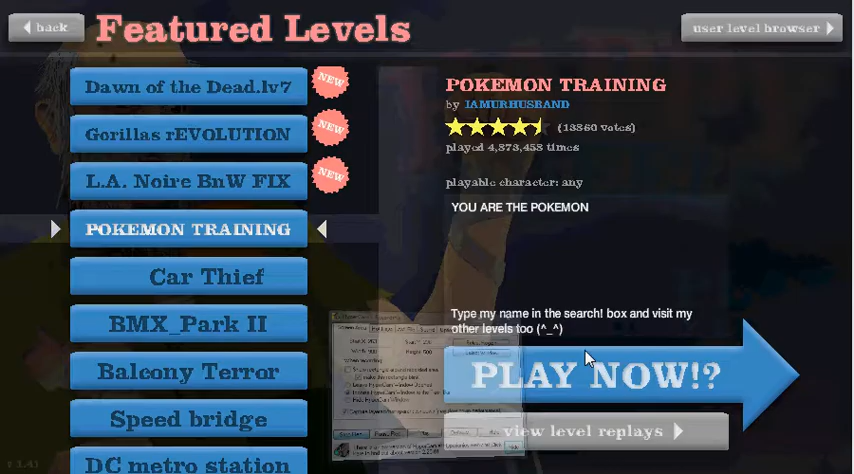 back
Featured Levels
user level browser
Dawn of the Dead.lv7
NEW
Gorillas rEVOLUTION
NEW
L.A. Noire BnW FIX
NEW
POKEMON TRAINING
Car Thief
BMX_Park II
Balcony Terror
Speed bridge
DC metro station
POKEMON TRAINING
by IAMURHUSBAND
(13860 votes)
played 4,873,458 times
playable character: any
YOU ARE THE POKEMON
Type my name in the search! box and visit my
other levels too (^_^)
PLAY NOW!?
view level replays